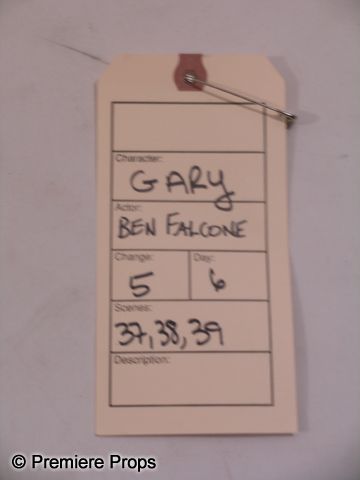 Character:
GARY
Actor:
BEN FALCONE
Change: Day:
5 6
Scenes:
37, 38, 39
Description:
© Premiere Props